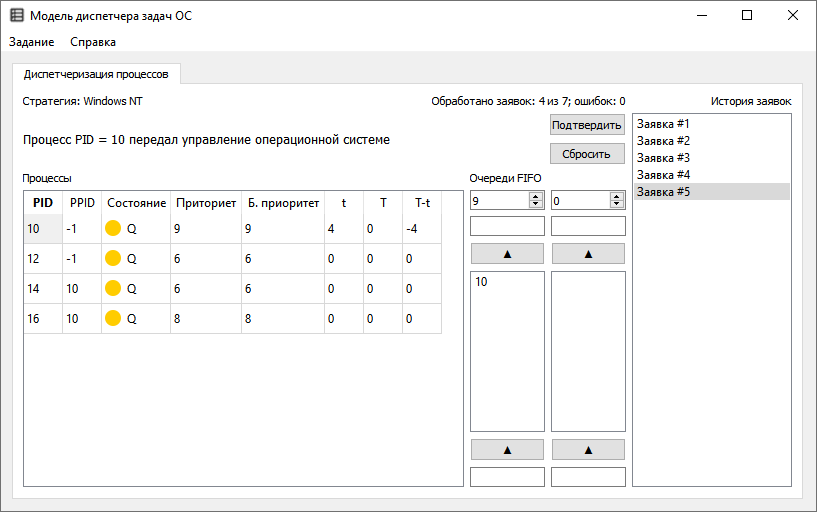 Модель диспетчера задач ОС
Задание Справка
Диспетчеризация процессов
Стратегия: Windows NT Обработано заявок: 4 из 7; ошибок: 0 История заявок
Процесс PID = 10 передал управление операционной системе
Подтвердить
Сбросить
Заявка #1
Заявка #2
Заявка #3
Заявка #4
Заявка #5
Процессы Очереди FIFO
PID PPID Состояние Приториет Б. приоритет t T T-t
10 -1 Q 9 9 4 0 -4
12 -1 Q 6 6 0 0 0
14 10 Q 6 6 0 0 0
16 10 Q 8 8 0 0 0
9 0
▲ ▲
10
▲ ▲